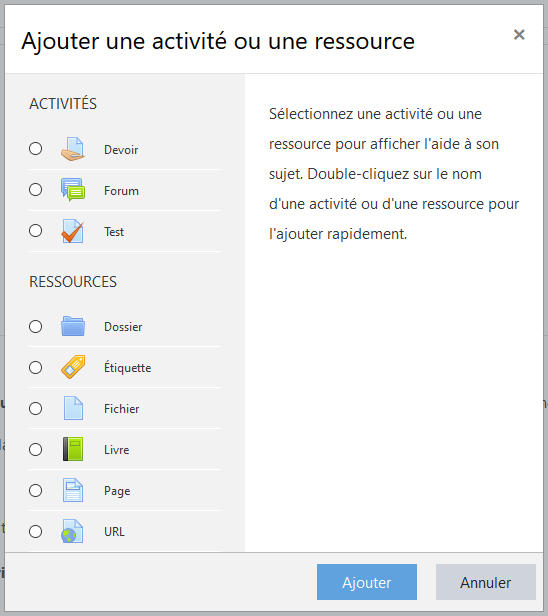 Ajouter une activité ou une ressource
×
ACTIVITÉS
Devoir
Forum
Test
RESSOURCES
Dossier
Étiquette
Fichier
Livre
Page
URL
Sélectionnez une activité ou une
ressource pour afficher l'aide à son
sujet. Double-cliquez sur le nom
d'une activité ou d'une ressource pour
l'ajouter rapidement.
Ajouter
Annuler